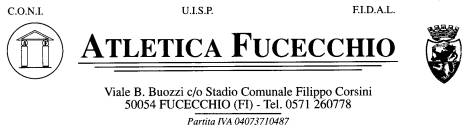 C.O.N.I. U.I.S.P. F.I.D.A.L.
ATLETICA FUCECCHIO
Viale B. Buozzi c/o Stadio Comunale Filippo Corsini
50054 FUCECCHIO (FI) - Tel. 0571 260778
Partita IVA 04073710487